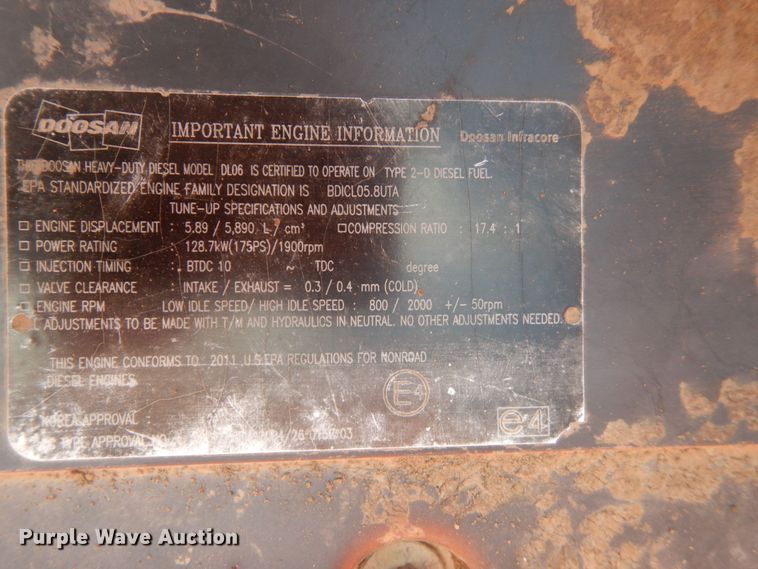 DOOSAN IMPORTANT ENGINE INFORMATION Doosan Infracore
DOOSAN HEAVY-DUTY DIESEL MODEL DL06 IS CERTIFIED TO OPERATE ON TYPE 2-D DIESEL FUEL.
EPA STANDARDIZED ENGINE FAMILY DESIGNATION IS BDICL05.8UTA
TUNE-UP SPECIFICATIONS AND ADJUSTMENTS
□ ENGINE DISPLACEMENT : 5.89 / 5,890 L / cm³ □COMPRESSION RATIO : 17.4 : 1
□ POWER RATING : 128.7kW(175PS)/1900rpm
□ INJECTION TIMING : BTDC 10 ~ TDC degree
□ VALVE CLEARANCE : INTAKE / EXHAUST = 0.3 / 0.4 mm (COLD)
□ ENGINE RPM LOW IDLE SPEED/ HIGH IDLE SPEED : 800 / 2000 +/- 50rpm
ADJUSTMENTS TO BE MADE WITH T/M AND HYDRAULICS IN NEUTRAL. NO OTHER ADJUSTMENTS NEEDED.
THIS ENGINE CONFORMS TO 2011 U.S.EPA REGULATIONS FOR NONROAD
DIESEL ENGINES.
E4
KOREA APPROVAL :
e4
TYPE APPROVAL NO.
Purple Wave Auction